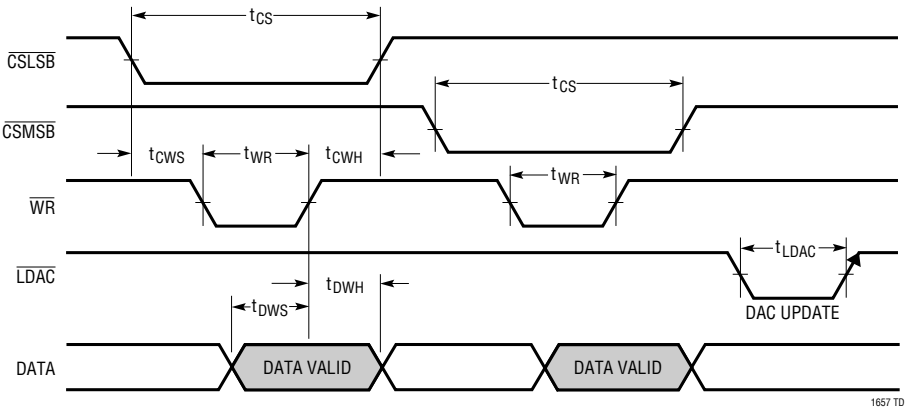 tCS
CSLSB
tCS
CSMSB
tCWS tWR tCWH
tWR
WR
tLDAC
LDAC
tDWH
tDWS
DAC UPDATE
DATA DATA VALID DATA VALID
1657 TD